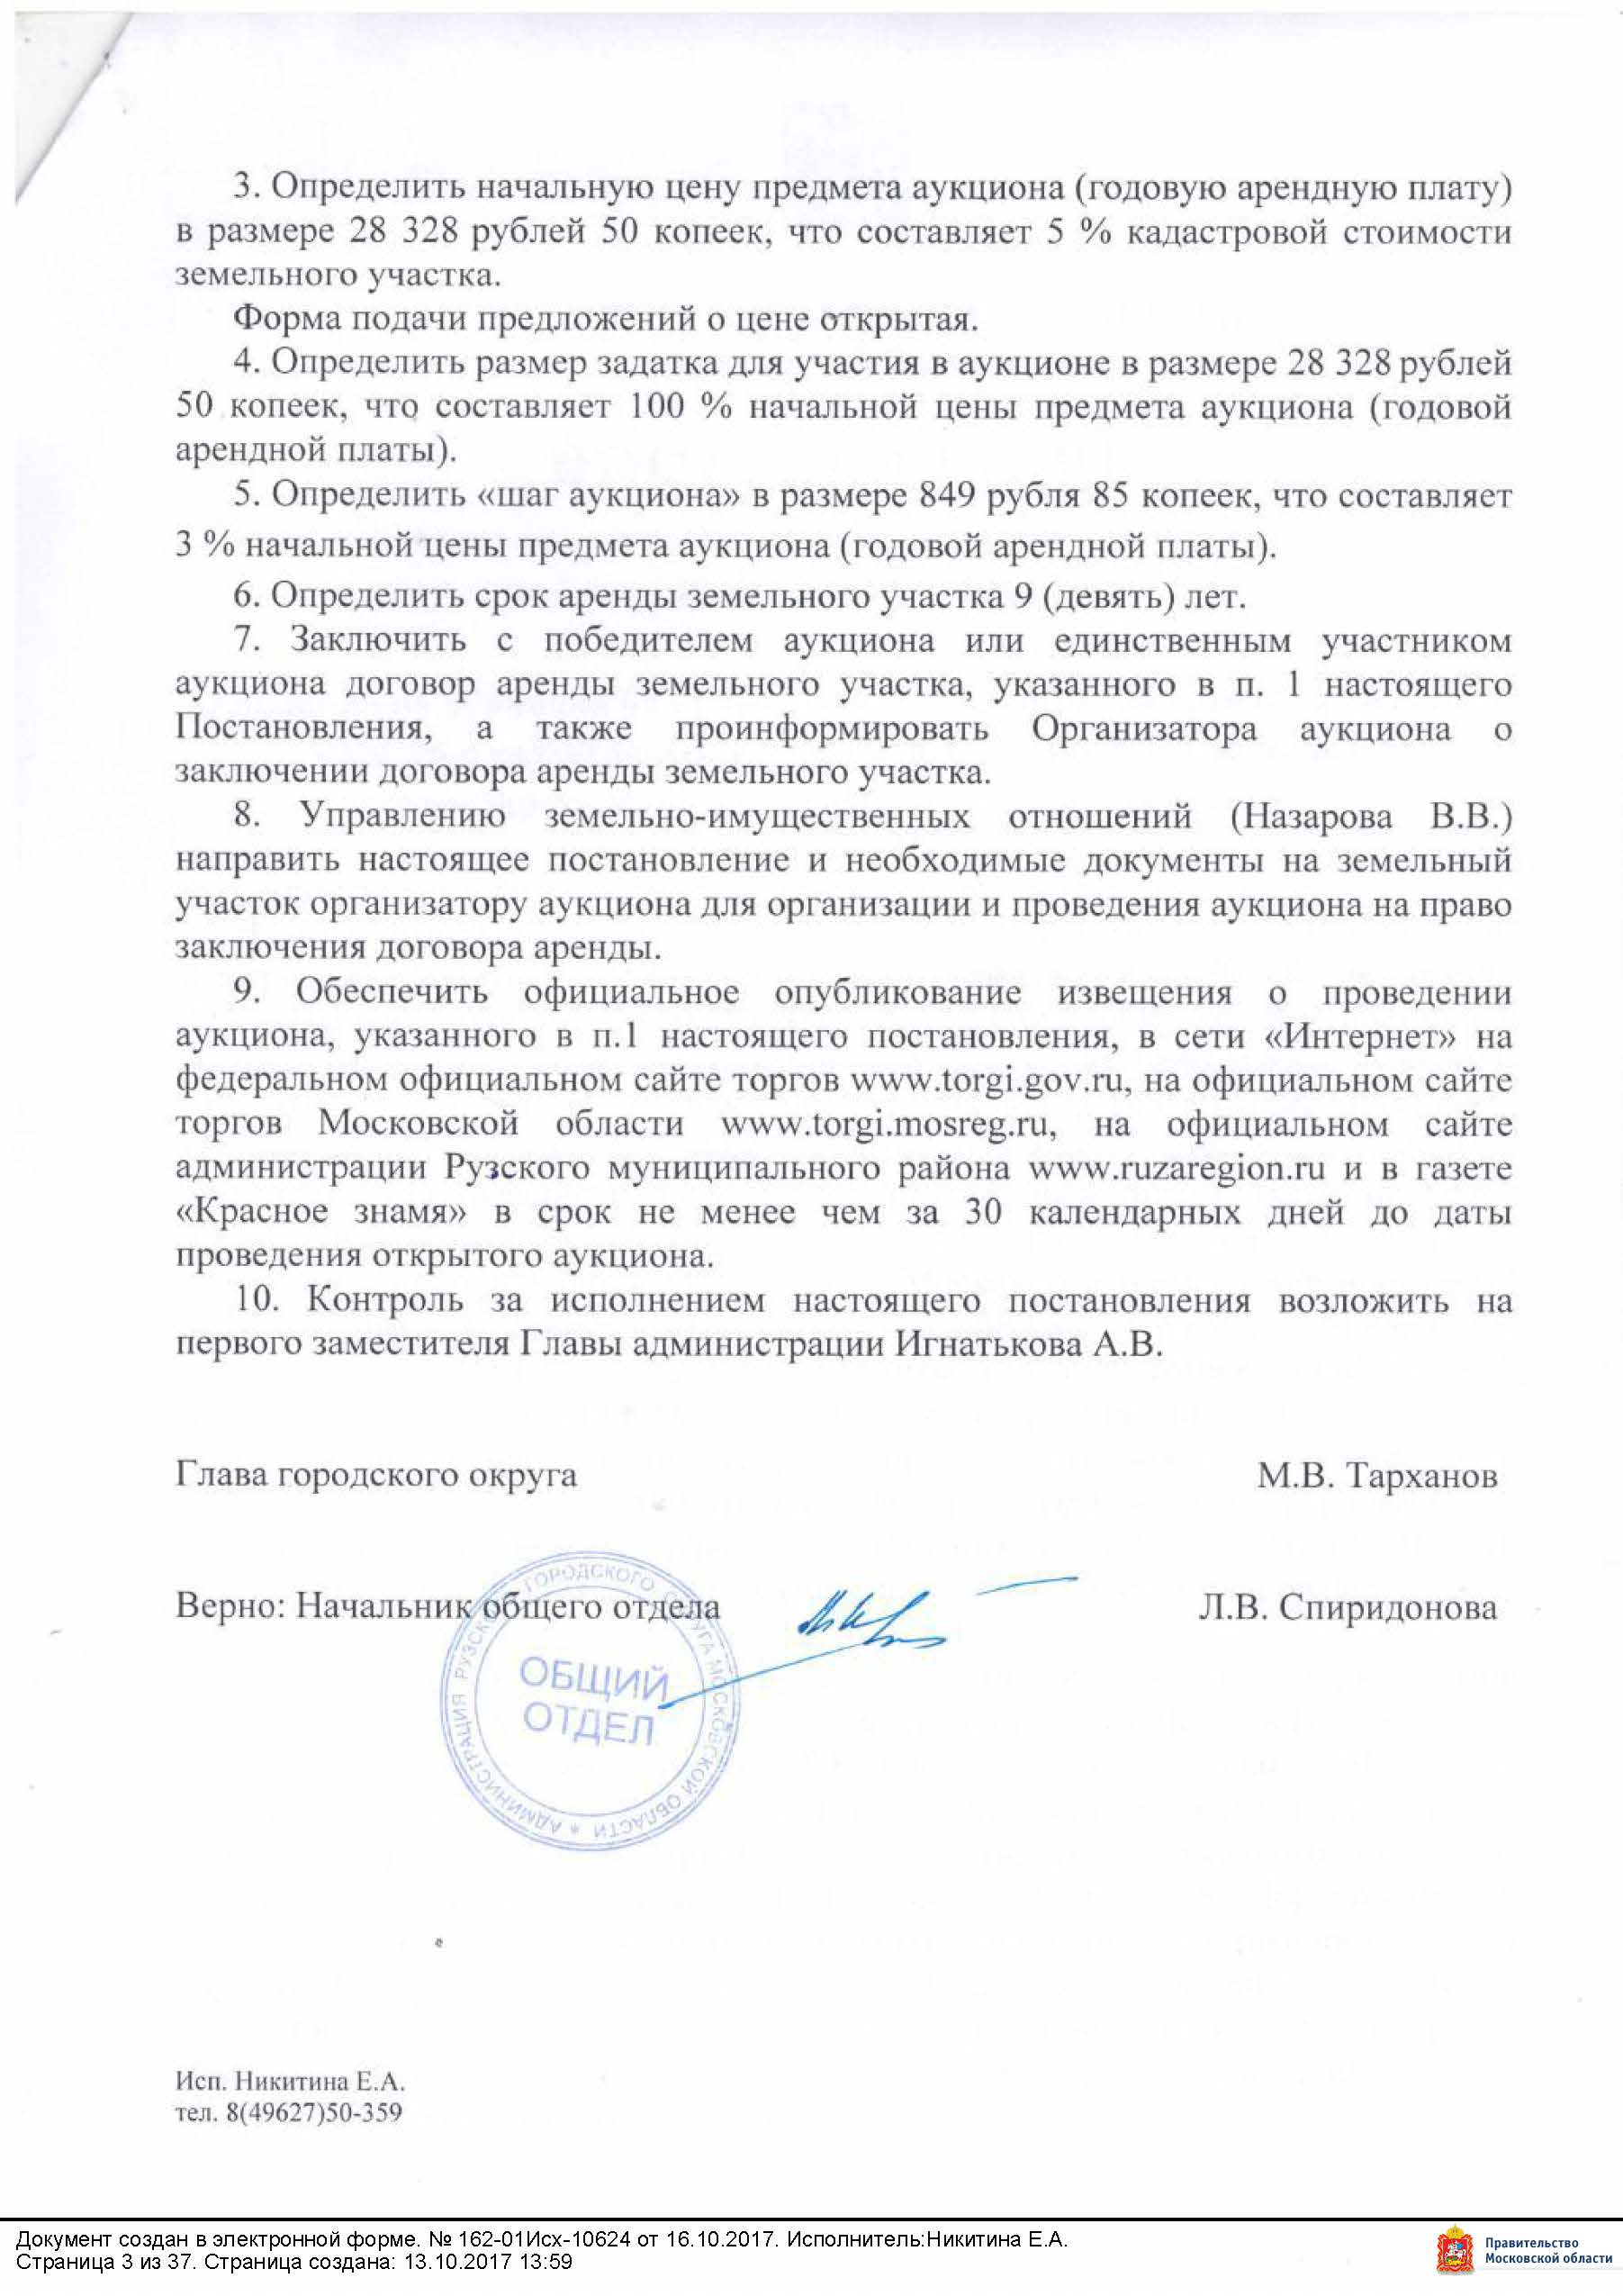 3. Определить начальную цену предмета аукциона (годовую арендную плату)
в размере 28 328 рублей 50 копеек, что составляет 5 % кадастровой стоимости
земельного участка.
Форма подачи предложений о цене открытая.
4. Определить размер задатка для участия в аукционе в размере 28 328 рублей
50 копеек, что составляет 100 % начальной цены предмета аукциона (годовой
арендной платы).
5. Определить «шаг аукциона» в размере 849 рубля 85 копеек, что составляет
3 % начальной цены предмета аукциона (годовой арендной платы).
6. Определить срок аренды земельного участка 9 (девять) лет.
7. Заключить с победителем аукциона или единственным участником
аукциона договор аренды земельного участка, указанного в п. 1 настоящего
Постановления, а также проинформировать Организатора аукциона о
заключении договора аренды земельного участка.
8. Управлению земельно-имущественных отношений (Назарова В.В.)
направить настоящее постановление и необходимые документы на земельный
участок организатору аукциона для организации и проведения аукциона на право
заключения договора аренды.
9. Обеспечить официальное опубликование извещения о проведении
аукциона, указанного в п.1 настоящего постановления, в сети «Интернет» на
федеральном официальном сайте торгов www.torgi.gov.ru, на официальном сайте
торгов Московской области www.torgi.mosreg.ru, на официальном сайте
администрации Рузского муниципального района www.ruzaregion.ru и в газете
«Красное знамя» в срок не менее чем за 30 календарных дней до даты
проведения открытого аукциона.
10. Контроль за исполнением настоящего постановления возложить на
первого заместителя Главы администрации Игнатькова А.В.
Глава городского округа М.В. Тарханов
Верно: Начальник общего отдела Л.В. Спиридонова
АДМИНИСТРАЦИЯ РУЗСКОГО ГОРОДСКОГО ОКРУГА МОСКОВСКОЙ ОБЛАСТИ *
ОБЩИЙ
ОТДЕЛ
Исп. Никитина Е.А.
тел. 8(49627)50-359
Документ создан в электронной форме. № 162-01Исх-10624 от 16.10.2017. Исполнитель:Никитина Е.А.
Страница 3 из 37. Страница создана: 13.10.2017 13:59
Правительство
Московской области